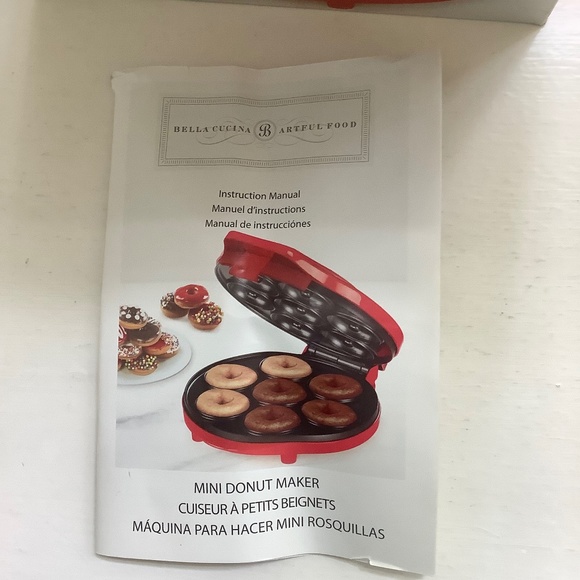 BELLA CUCINA B ARTFUL FOOD
Instruction Manual
Manuel d'instructions
Manual de instrucciónes
MINI DONUT MAKER
CUISEUR À PETITS BEIGNETS
MÁQUINA PARA HACER MINI ROSQUILLAS